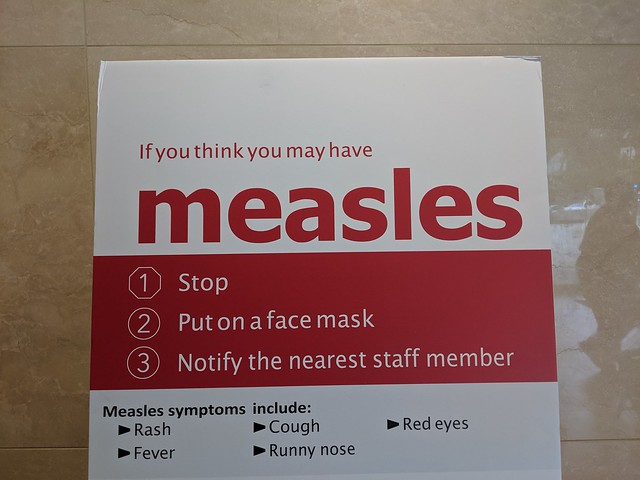 If you think you may have
measles
1 Stop
2 Put on a face mask
3 Notify the nearest staff member
Measles symptoms include:
►Rash ►Cough ►Red eyes
►Fever ►Runny nose